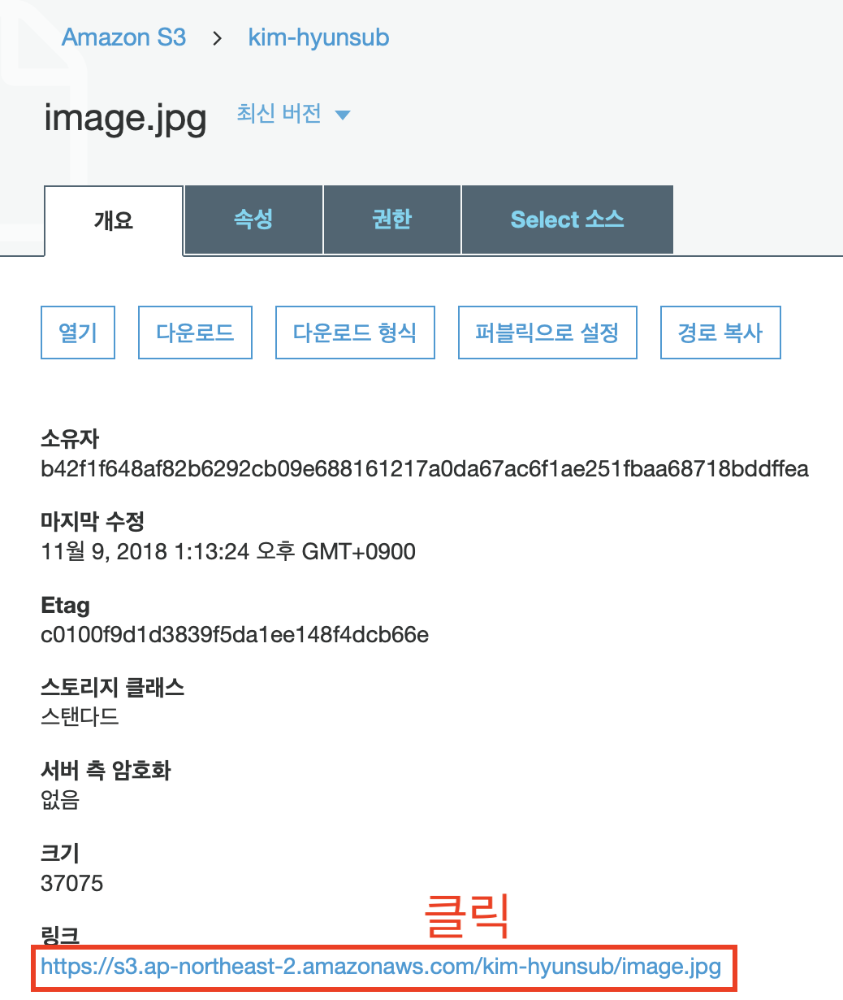 Amazon S3 > kim-hyunsub
image.jpg 최신 버전
개요 속성 권한 Select 소스
열기 다운로드 다운로드 형식 퍼블릭으로 설정 경로 복사
소유자
b42f1f648af82b6292cb09e688161217a0da67ac6f1ae251fbaa68718bddffea
마지막 수정
11월 9, 2018 1:13:24 오후 GMT+0900
Etag
c0100f9d1d3839f5da1ee148f4dcb66e
스토리지 클래스
스탠다드
서버 측 암호화
없음
크기
37075
클릭
링크
https://s3.ap-northeast-2.amazonaws.com/kim-hyunsub/image.jpg